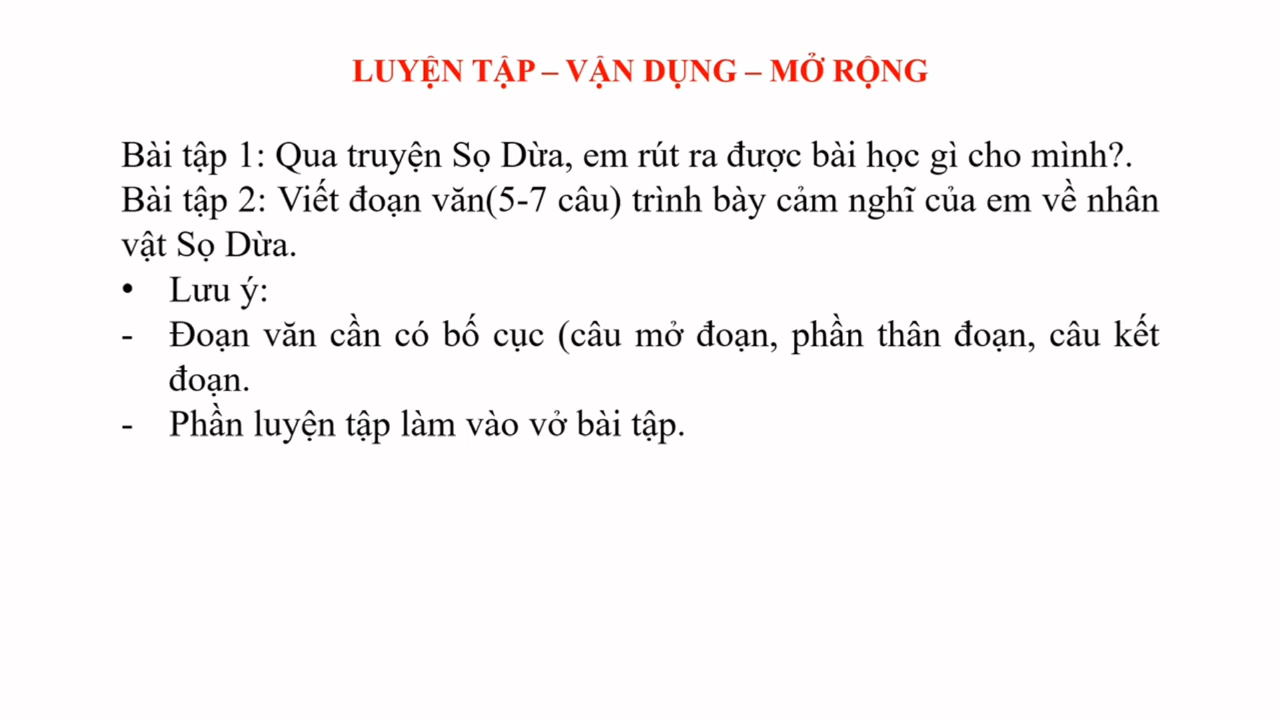 LUYỆN TẬP – VẬN DỤNG – MỞ RỘNG
Bài tập 1: Qua truyện Sọ Dừa, em rút ra được bài học gì cho mình?.
Bài tập 2: Viết đoạn văn(5-7 câu) trình bày cảm nghĩ của em về nhân
vật Sọ Dừa.
• Lưu ý:
- Đoạn văn cần có bố cục (câu mở đoạn, phần thân đoạn, câu kết
đoạn.
- Phần luyện tập làm vào vở bài tập.